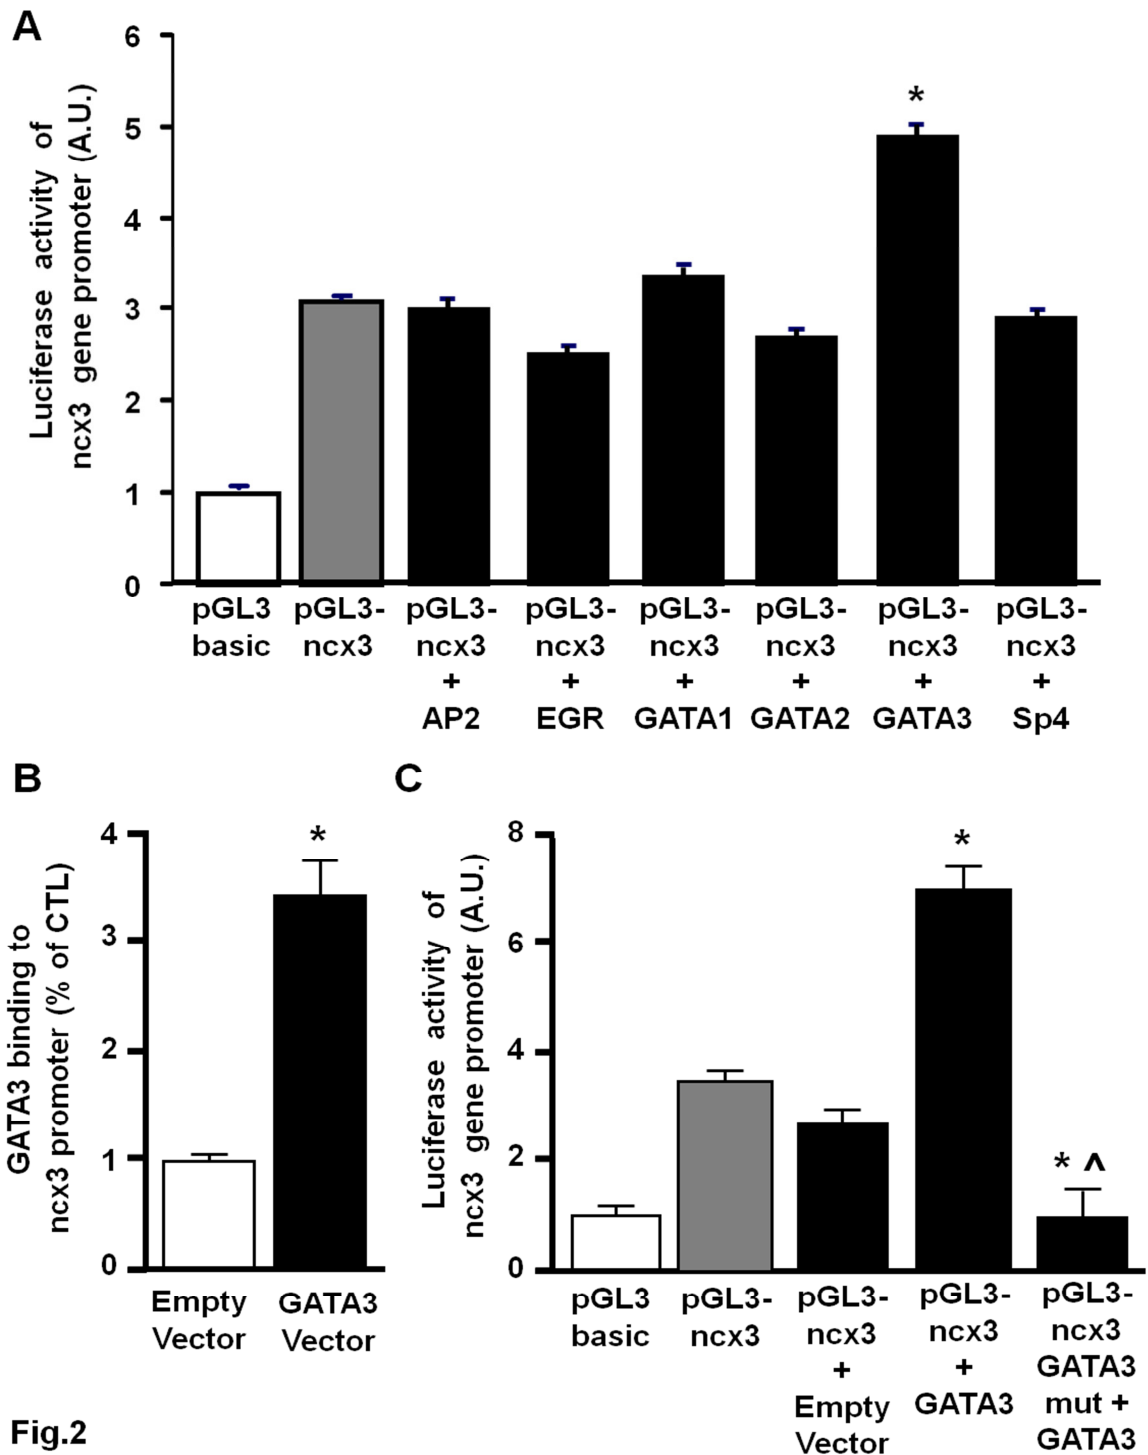 A
Luciferase activity of
ncx3 gene promoter (A.U.)
6
5
4
3
2
1
0
*
pGL3 basic
pGL3- ncx3
pGL3- ncx3 + AP2
pGL3- ncx3 + EGR
pGL3- ncx3 + GATA1
pGL3- ncx3 + GATA2
pGL3- ncx3 + GATA3
pGL3- ncx3 + Sp4
B
GATA3 binding to
ncx3 promoter (% of CTL)
4
3
2
1
0
*
Empty Vector
GATA3 Vector
C
Luciferase activity of
ncx3 gene promoter (A.U.)
8
6
4
2
0
*
* ^
pGL3 basic
pGL3- ncx3
pGL3- ncx3 + Empty Vector
pGL3- ncx3 + GATA3
pGL3- ncx3 GATA3 mut + GATA3
Fig.2